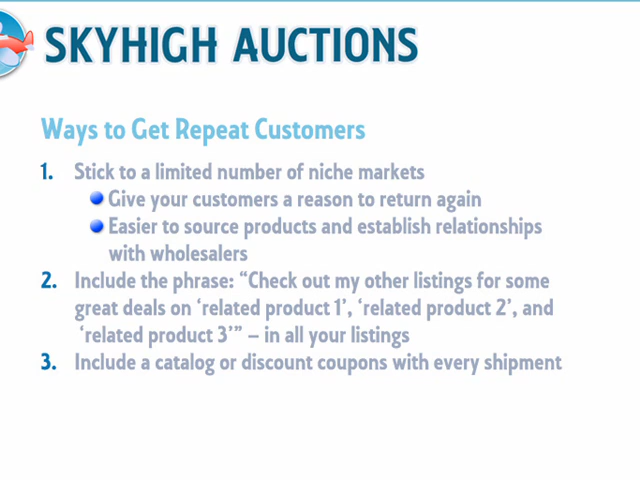 SKYHIGH AUCTIONS
Ways to Get Repeat Customers
1. Stick to a limited number of niche markets
Give your customers a reason to return again
Easier to source products and establish relationships
with wholesalers
2. Include the phrase: “Check out my other listings for some
great deals on ‘related product 1’, ‘related product 2’, and
‘related product 3’” – in all your listings
3. Include a catalog or discount coupons with every shipment